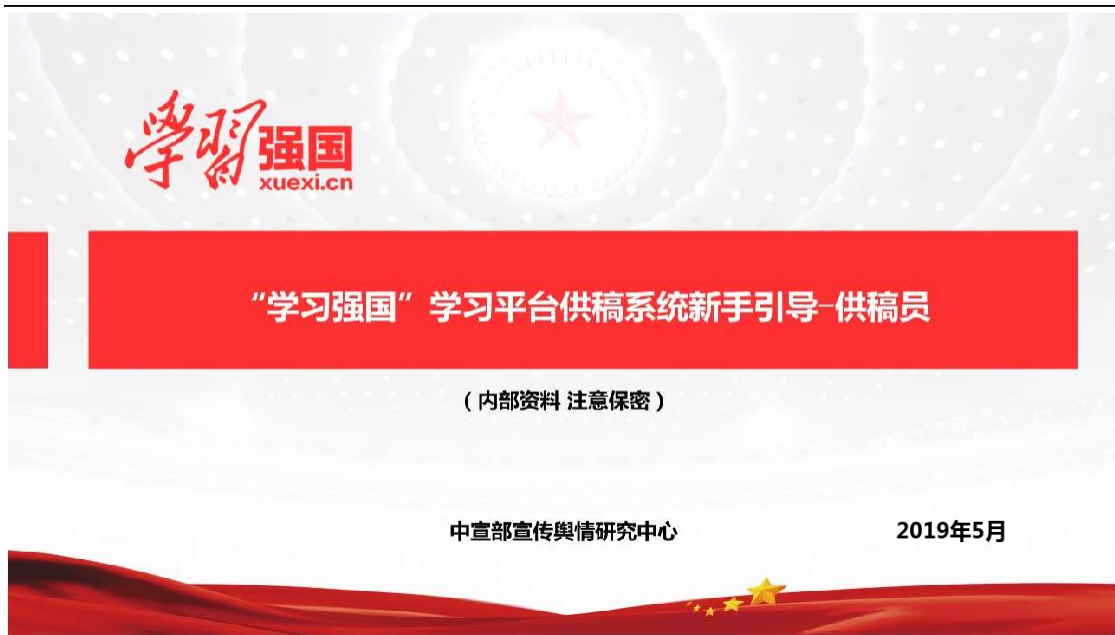 學習强国
xuexi.cn
“学习强国”学习平台供稿系统新手引导-供稿员
（内部资料 注意保密）
中宣部宣传舆情研究中心
2019年5月